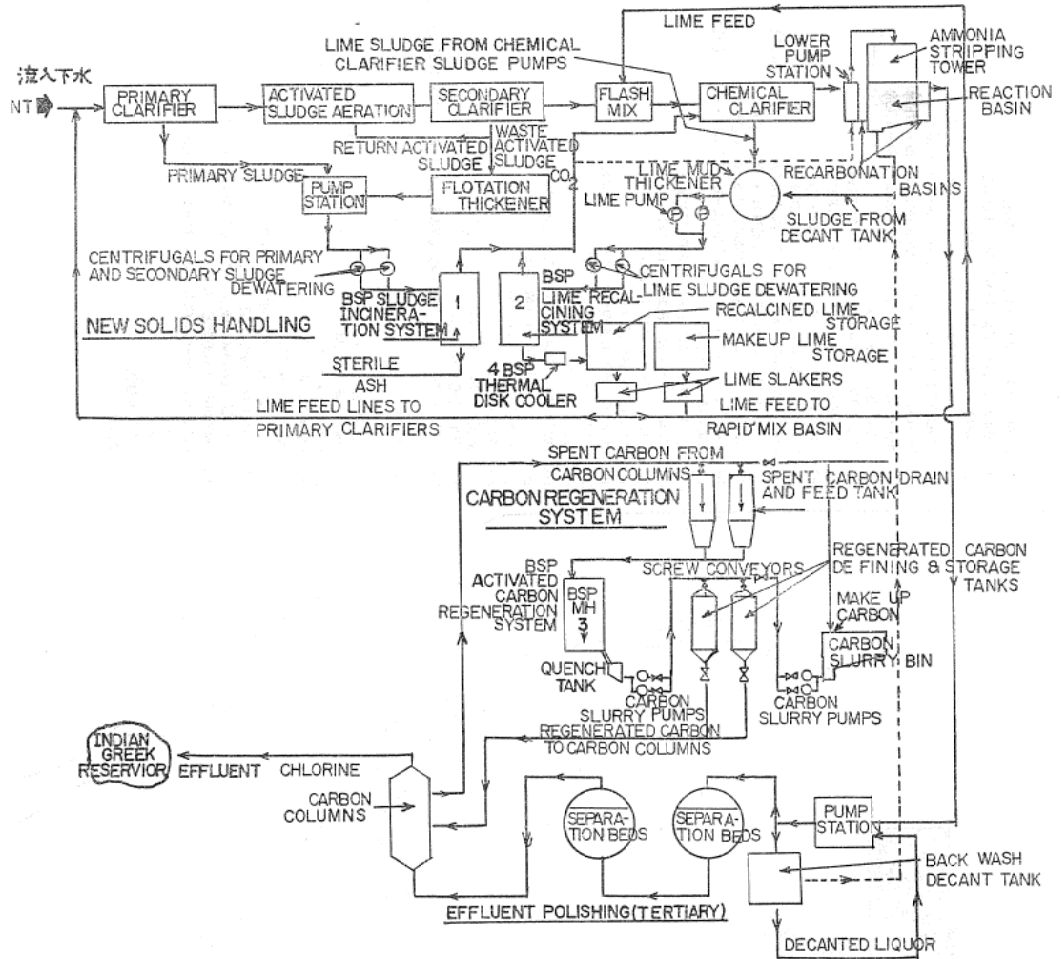 LIME FEED
LIME SLUDGE FROM CHEMICAL
CLARIFIER SLUDGE PUMPS
LOWER
PUMP
STATION
AMMONIA
STRIPPING
TOWER
流入下水
NT
PRIMARY
CLARIFIER
ACTIVATED
SLUDGE AERATION
SECONDARY
CLARIFIER
FLASH
MIX
CHEMICAL
CLARIFIER
REACTION
BASIN
RETURN ACTIVATED
SLUDGE
WASTE
ACTIVATED
SLUDGE
PRIMARY SLUDGE
PUMP
STATION
FLOTATION
THICKENER
CO2
LIME MUD
THICKENER
RECARBONATION
BASINS
LIME PUMP
P
P
SLUDGE FROM
DECANT TANK
CENTRIFUGALS FOR PRIMARY
AND SECONDARY SLUDGE
DEWATERING
BSP SLUDGE
INCINERA-
TION SYSTEM
1
2
BSP
LIME RECAL-
CINING
SYSTEM
CENTRIFUGALS FOR
LIME SLUDGE DEWATERING
RECALCINED LIME
STORAGE
MAKEUP LIME
STORAGE
NEW SOLIDS HANDLING
STERILE
ASH
4 BSP
THERMAL
DISK COOLER
LIME SLAKERS
LIME FEED LINES TO
PRIMARY CLARIFIERS
LIME FEED TO
RAPID MIX BASIN
SPENT CARBON FROM
CARBON COLUMNS
SPENT CARBON DRAIN
AND FEED TANK
CARBON REGENERATION
SYSTEM
BSP
ACTIVATED CARBON
REGENERATION
SYSTEM
BSP
MH
3
SCREW CONVEYORS
REGENERATED CARBON
DE FINING & STORAGE
TANKS
MAKE UP
CARBON
CARBON
SLURRY BIN
QUENCH
TANK
CARBON
SLURRY PUMPS
CARBON
SLURRY PUMPS
REGENERATED CARBON
TO CARBON COLUMNS
INDIAN
GREEK
RESERVIOR
EFFLUENT
CHLORINE
CARBON
COLUMNS
SEPARA-
TION BEDS
SEPARA-
TION BEDS
PUMP
STATION
BACK WASH
DECANT TANK
EFFLUENT POLISHING (TERTIARY)
DECANTED LIQUOR